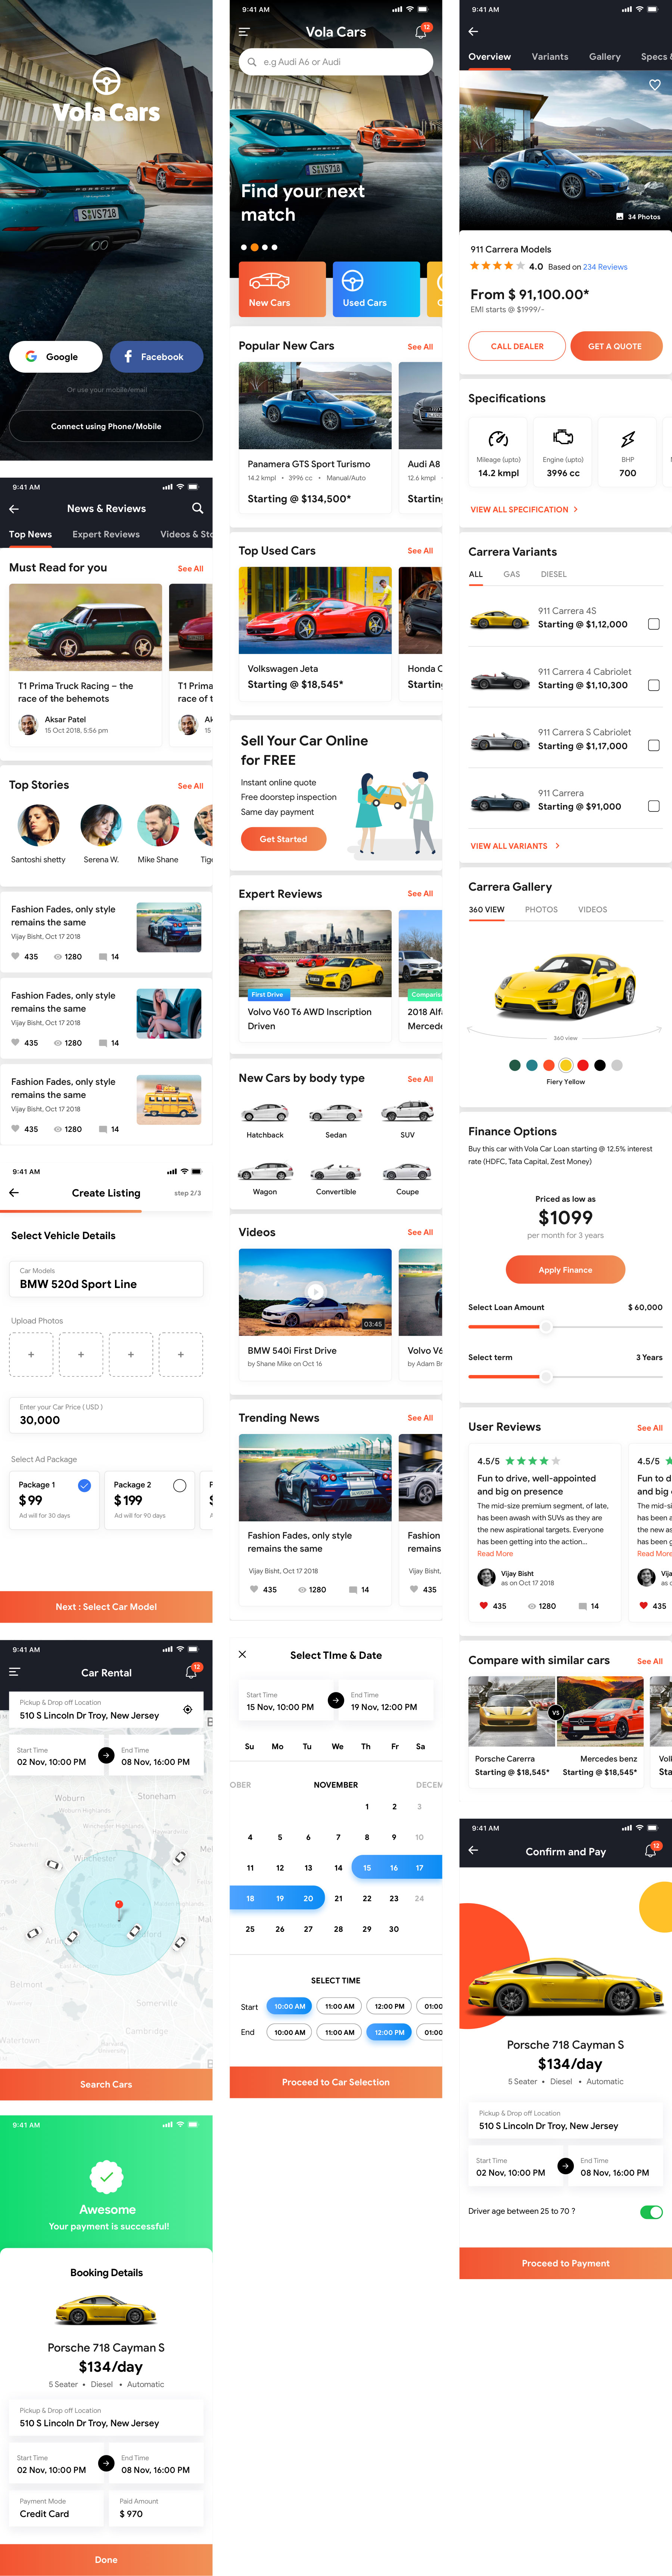 Vola Cars
PORSCHE
S VS718
Google
Facebook
Or use your mobile/email
Connect using Phone/Mobile
9:41 AM
News & Reviews
Top News
Expert Reviews
Videos & Sto
Must Read for you
See All
T1 Prima Truck Racing – the
race of the behemots
Aksar Patel
15 Oct 2018, 5:56 pm
T1 Prima
race of t
Ak
15
Top Stories
See All
Santoshi shetty
Serena W.
Mike Shane
Tig
Fashion Fades, only style
remains the same
Vijay Bisht, Oct 17 2018
435
1280
14
Fashion Fades, only style
remains the same
Vijay Bisht, Oct 17 2018
435
1280
14
Fashion Fades, only style
remains the same
Vijay Bisht, Oct 17 2018
435
1280
14
9:41 AM
Create Listing
step 2/3
Select Vehicle Details
Car Models
BMW 520d Sport Line
Upload Photos
+
+
+
+
Enter your Car Price ( USD )
30,000
Select Ad Package
Package 1
$ 99
Ad will for 30 days
Package 2
$ 199
Ad will for 90 days
Next : Select Car Model
9:41 AM
Car Rental
12
Pickup & Drop off Location
510 S Lincoln Dr Troy, New Jersey
Start Time
02 Nov, 10:00 PM
End Time
08 Nov, 16:00 PM
Woburn
Stoneham
Woburn Highlands
Winchester Highlands
Winchester
Belmont
Somerville
Cambridge
Watertown
Search Cars
9:41 AM
Awesome
Your payment is successful!
Booking Details
Porsche 718 Cayman S
$134/day
5 Seater • Diesel • Automatic
Pickup & Drop off Location
510 S Lincoln Dr Troy, New Jersey
Start Time
02 Nov, 10:00 PM
End Time
08 Nov, 16:00 PM
Payment Mode
Credit Card
Paid Amount
$ 970
Done
9:41 AM
Vola Cars
12
e.g Audi A6 or Audi
PORSCHE
S VS718
Find your next
match
New Cars
Used Cars
Popular New Cars
See All
Panamera GTS Sport Turismo
14.2 kmpl • 3996 cc • Manual/Auto
Starting @ $134,500*
Audi A8
12.6 kmpl
Starting
Top Used Cars
See All
Volkswagen Jeta
Starting @ $18,545*
Honda C
Starting
Sell Your Car Online
for FREE
Instant online quote
Free doorstep inspection
Same day payment
Get Started
Expert Reviews
See All
First Drive
Volvo V60 T6 AWD Inscription
Driven
Comparis
2018 Alf
Mercede
New Cars by body type
See All
Hatchback
Sedan
SUV
Wagon
Convertible
Coupe
Videos
See All
03:45
BMW 540i First Drive
by Shane Mike on Oct 16
Volvo V6
by Adam Br
Trending News
See All
Fashion Fades, only style
remains the same
Vijay Bisht, Oct 17 2018
435
1280
14
Fashion
remains
Vijay Bisht,
435
Select TIme & Date
Start Time
15 Nov, 10:00 PM
End Time
19 Nov, 12:00 PM
Su Mo Tu We Th Fr Sa
OBER
NOVEMBER
DECEM
1 2 3
4 5 6 7 8 9 10
11 12 13 14 15 16 17
18 19 20 21 22 23 24
25 26 27 28 29 30
SELECT TIME
Start
10:00 AM
11:00 AM
12:00 PM
01:00
End
10:00 AM
11:00 AM
12:00 PM
01:00
Proceed to Car Selection
9:41 AM
Overview
Variants
Gallery
Specs &
34 Photos
911 Carrera Models
4.0 Based on 234 Reviews
From $ 91,100.00*
EMI starts @ $1999/-
CALL DEALER
GET A QUOTE
Specifications
Mileage (upto)
14.2 kmpl
Engine (upto)
3996 cc
BHP
700
VIEW ALL SPECIFICATION
Carrera Variants
ALL
GAS
DIESEL
911 Carrera 4S
Starting @ $1,12,000
911 Carrera 4 Cabriolet
Starting @ $1,10,300
911 Carrera S Cabriolet
Starting @ $1,17,000
911 Carrera
Starting @ $91,000
VIEW ALL VARIANTS
Carrera Gallery
360 VIEW
PHOTOS
VIDEOS
360 view
Fiery Yellow
Finance Options
Buy this car with Vola Car Loan starting @ 12.5% interest
rate (HDFC, Tata Capital, Zest Money)
Priced as low as
$1099
per month for 3 years
Apply Finance
Select Loan Amount
$ 60,000
Select term
3 Years
User Reviews
See All
4.5/5
Fun to drive, well-appointed
and big on presence
The mid-size premium segment, of late,
has been awash with SUVs as they are
the new aspirational targets. Everyone
has been getting into the action...
Read More
Vijay Bisht
as on Oct 17 2018
435
1280
14
4.5/5
Fun to d
and big
The mid-si
has been a
the new as
has been g
Read More
Vija
as o
435
Compare with similar cars
See All
VS
Porsche Carerra
Starting @ $18,545*
Mercedes benz
Starting @ $18,545*
Voll
Sta
9:41 AM
Confirm and Pay
12
Porsche 718 Cayman S
$134/day
5 Seater • Diesel • Automatic
Pickup & Drop off Location
510 S Lincoln Dr Troy, New Jersey
Start Time
02 Nov, 10:00 PM
End Time
08 Nov, 16:00 PM
Driver age between 25 to 70 ?
Proceed to Payment